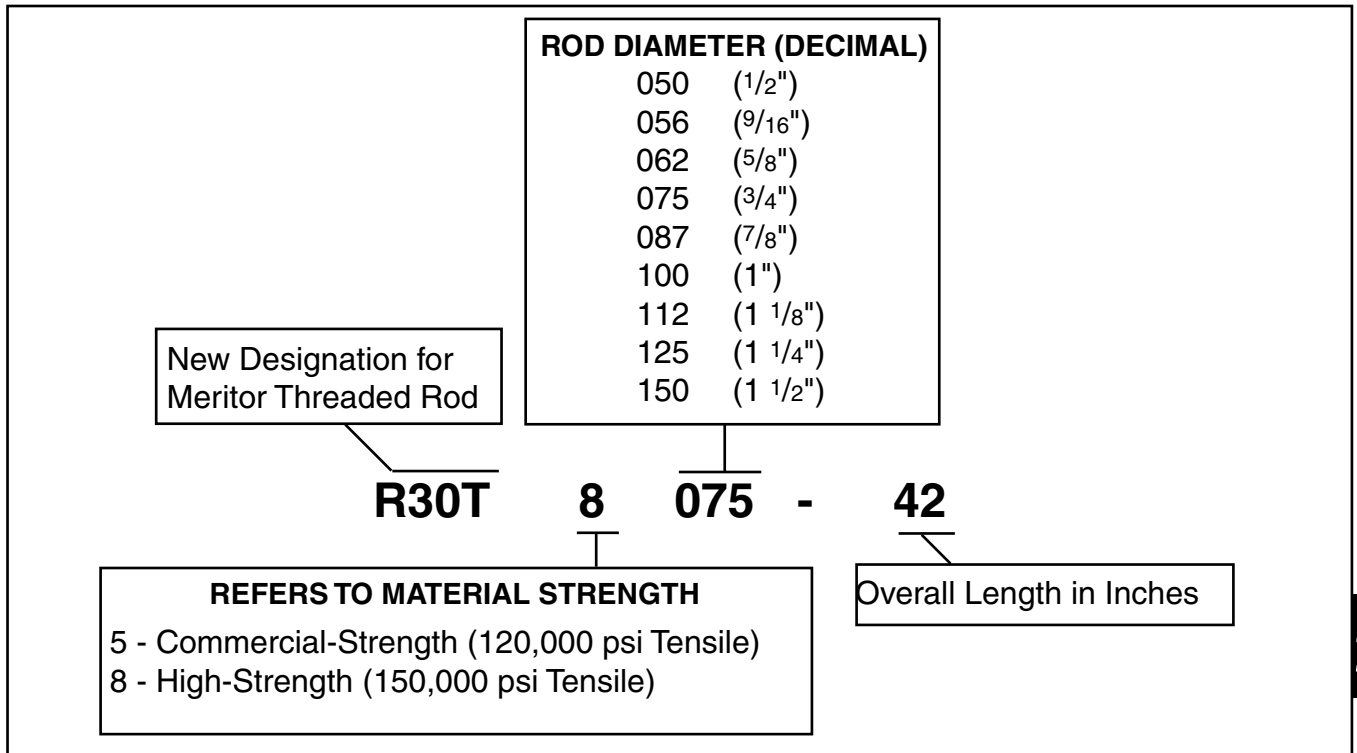 ROD DIAMETER (DECIMAL)
050 (1/2")
056 (9/16")
062 (5/8")
075 (3/4")
087 (7/8")
100 (1")
112 (1 1/8")
125 (1 1/4")
150 (1 1/2")
New Designation for
Meritor Threaded Rod
R30T 8 075 - 42
REFERS TO MATERIAL STRENGTH
5 - Commercial-Strength (120,000 psi Tensile)
8 - High-Strength (150,000 psi Tensile)
Overall Length in Inches